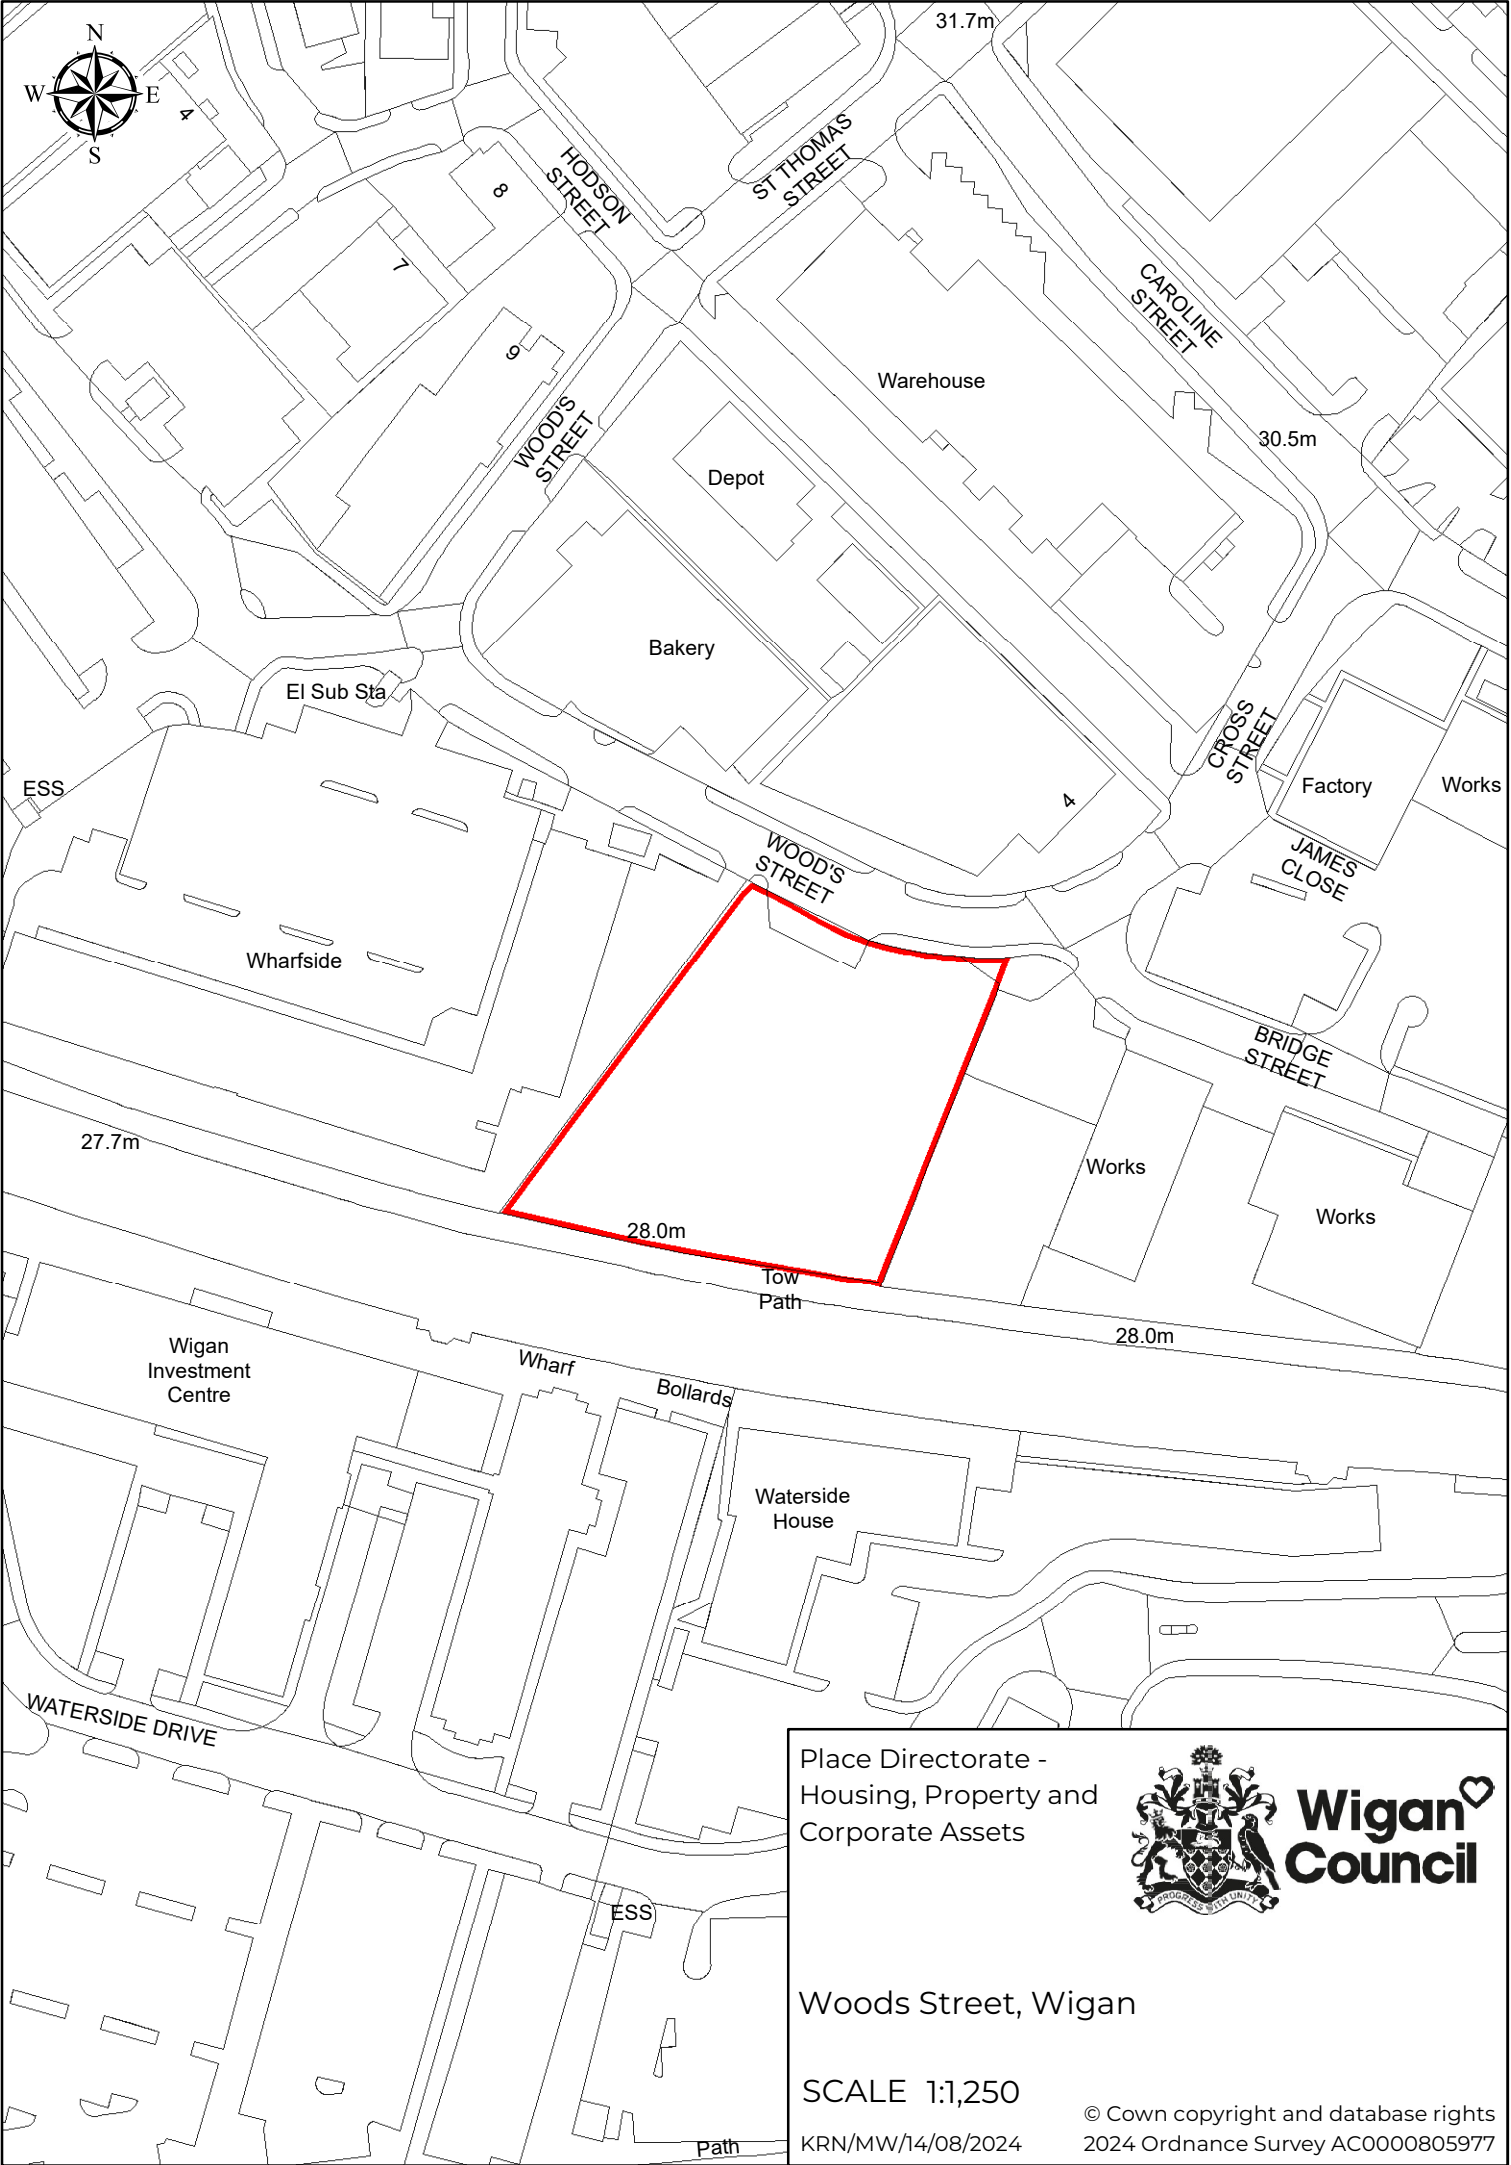 31.7m
N
W
E
S
4
HODSON
STREET
ST THOMAS
STREET
8
7
9
CAROLINE
STREET
Warehouse
WOOD'S
STREET
30.5m
Depot
Bakery
El Sub Sta
CROSS
STREET
ESS
Factory
Works
4
WOOD'S
STREET
JAMES
CLOSE
Wharfside
BRIDGE
STREET
27.7m
Works
Works
28.0m
Tow
Path
28.0m
Wigan
Investment
Centre
Wharf
Bollards
Waterside
House
WATERSIDE DRIVE
ESS
Path
Place Directorate -
Housing, Property and
Corporate Assets
PROGRESS WITH UNITY
Wigan
Council
Woods Street, Wigan
SCALE 1:1,250
KRN/MW/14/08/2024
© Cown copyright and database rights
2024 Ordnance Survey AC0000805977